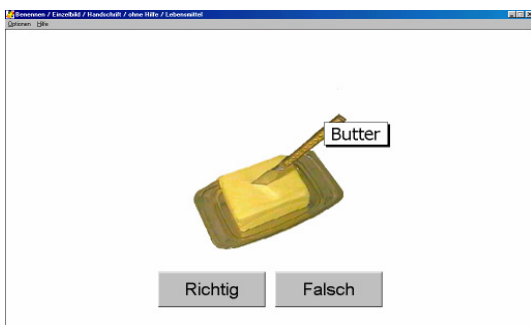 Benennen / Einzelbild / Handschrift / ohne Hilfe / Lebensmittel
Optionen Hilfe
Butter
Richtig Falsch